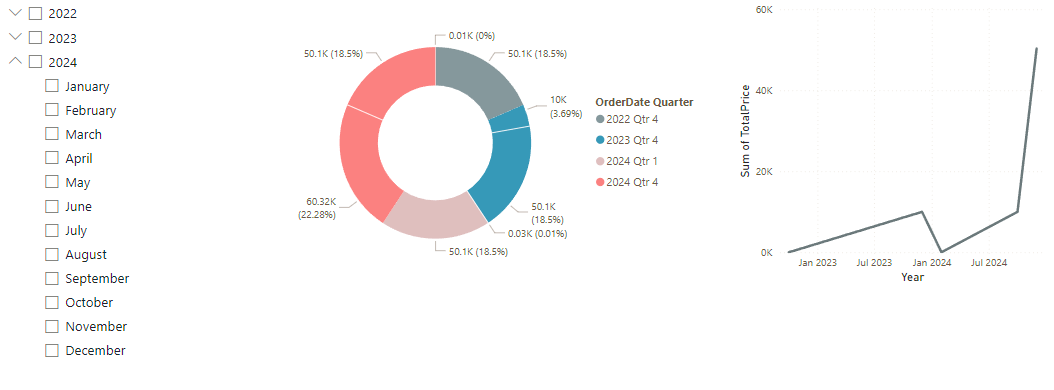 2022
2023
2024
January
February
March
April
May
June
July
August
September
October
November
December
0.01K (0%)
50.1K (18.5%)
50.1K (18.5%)
10K
(3.69%)
60.32K
(22.28%)
50.1K
(18.5%)
0.03K (0.01%)
50.1K (18.5%)
OrderDate Quarter
2022 Qtr 4
2023 Qtr 4
2024 Qtr 1
2024 Qtr 4
60K
40K
20K
0K
Sum of TotalPrice
Jan 2023
Jul 2023
Jan 2024
Jul 2024
Year